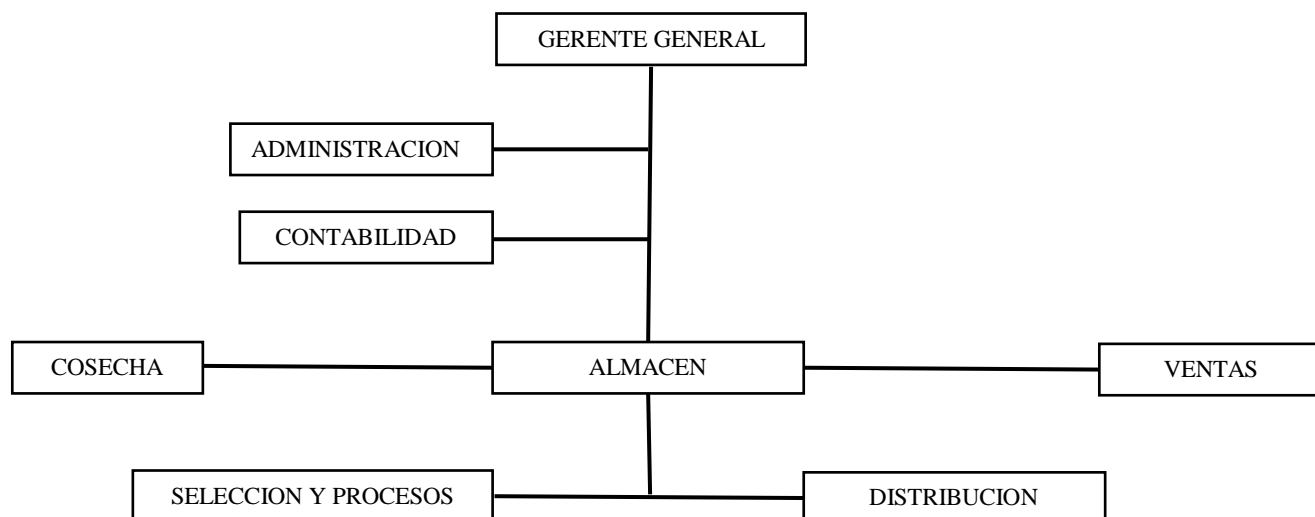 GERENTE GENERAL
ADMINISTRACION
CONTABILIDAD
COSECHA
ALMACEN
VENTAS
SELECCION Y PROCESOS
DISTRIBUCION